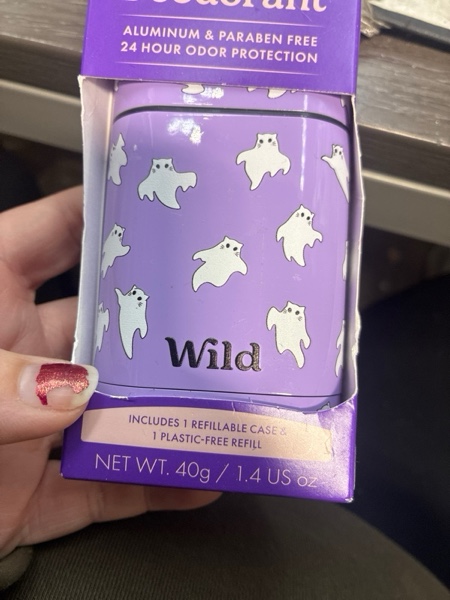 Deodorant
ALUMINUM & PARABEN FREE
24 HOUR ODOR PROTECTION
Wild
INCLUDES 1 REFILLABLE CASE &
1 PLASTIC-FREE REFILL
NET WT. 40g / 1.4 US oz